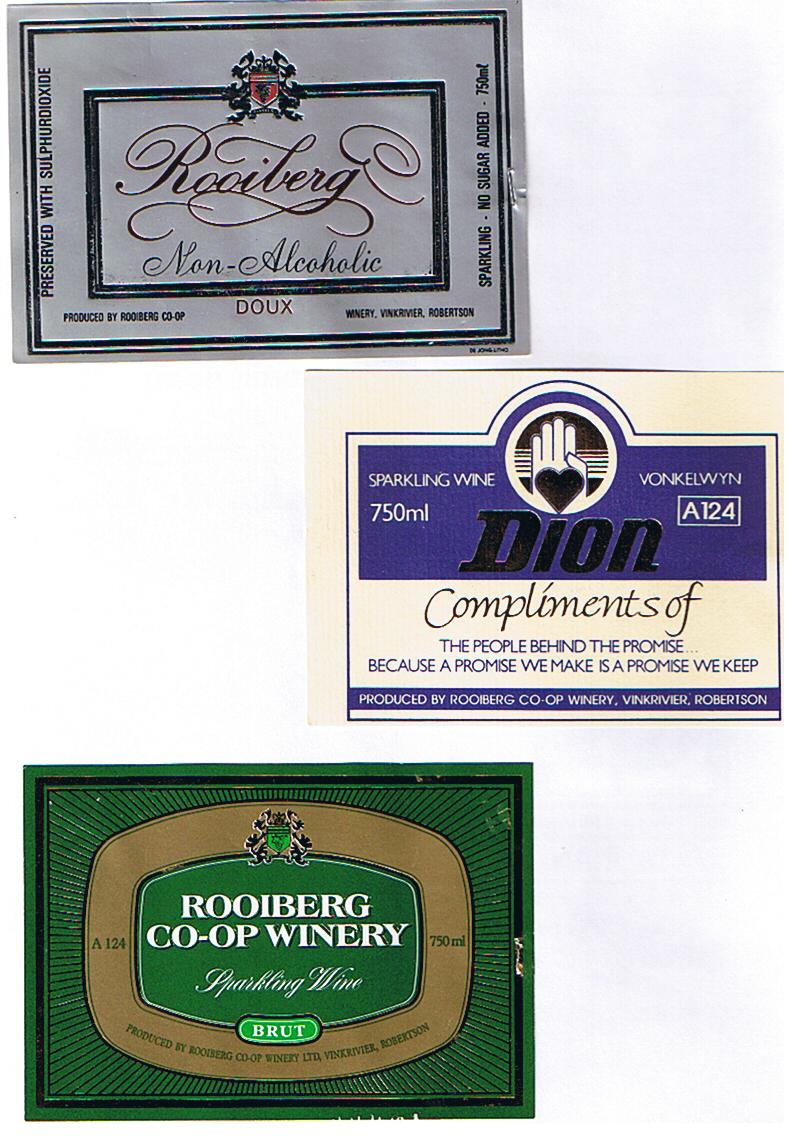 PRESERVED WITH SULPHURDIOXIDE
Rooiberg
Non-Alcoholic
DOUX
PRODUCED BY ROOIBERG CO-OP WINERY, VINKRIVIER, ROBERTSON
SPARKLING - NO SUGAR ADDED - 750ml
DE JONG LITHO
SPARKLING WINE VONKELWYN
750ml A124
Dion
Compliments of
THE PEOPLE BEHIND THE PROMISE...
BECAUSE A PROMISE WE MAKE IS A PROMISE WE KEEP
PRODUCED BY ROOIBERG CO-OP WINERY, VINKRIVIER, ROBERTSON
ROOIBERG
CO-OP WINERY
A 124 750 ml
Sparkling Wine
BRUT
PRODUCED BY ROOIBERG CO-OP WINERY LTD, VINKRIVIER, ROBERTSON